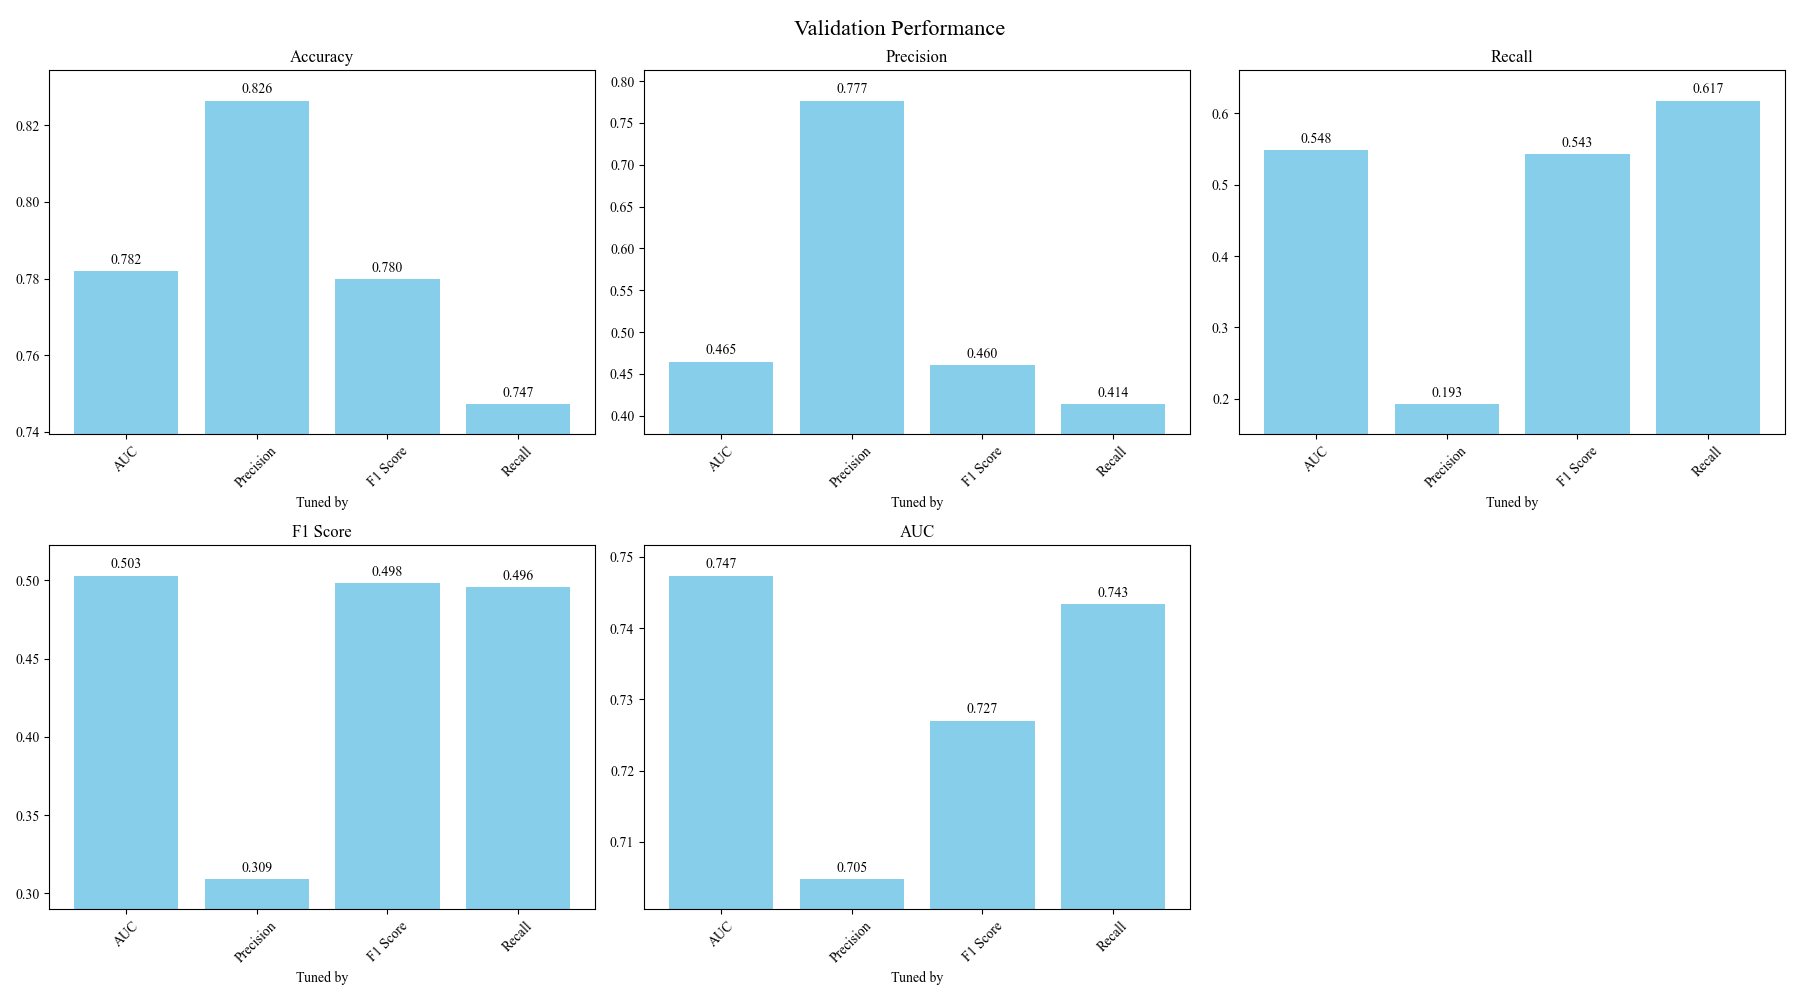 Validation Performance
Accuracy
0.82
0.80
0.78
0.76
0.74
0.782
0.826
0.780
0.747
AUC
Precision
F1 Score
Recall
Tuned by
Precision
0.80
0.75
0.70
0.65
0.60
0.55
0.50
0.45
0.40
0.465
0.777
0.460
0.414
AUC
Precision
F1 Score
Recall
Tuned by
Recall
0.6
0.5
0.4
0.3
0.2
0.548
0.193
0.543
0.617
AUC
Precision
F1 Score
Recall
Tuned by
F1 Score
0.50
0.45
0.40
0.35
0.30
0.503
0.309
0.498
0.496
AUC
Precision
F1 Score
Recall
Tuned by
AUC
0.75
0.74
0.73
0.72
0.71
0.747
0.705
0.727
0.743
AUC
Precision
F1 Score
Recall
Tuned by